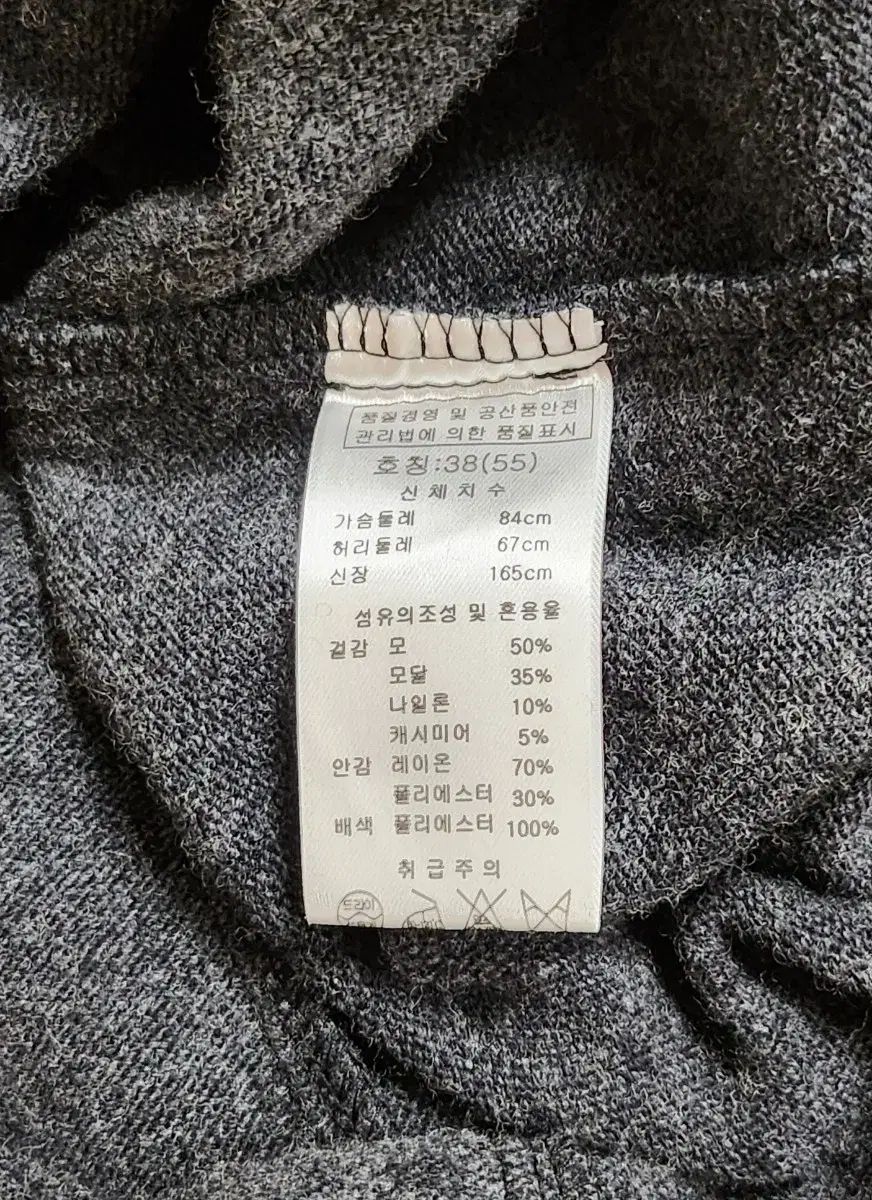 품질경영 및 공산품안전
관리법에 의한 품질표시
호칭:38(55)
신체치수
가슴둘레 84cm
허리둘레 67cm
신장 165cm
섬유의조성 및 혼용율
겉감 모 50%
모달 35%
나일론 10%
캐시미어 5%
안감 레이온 70%
폴리에스터 30%
배색 폴리에스터 100%
취급주의
드라이